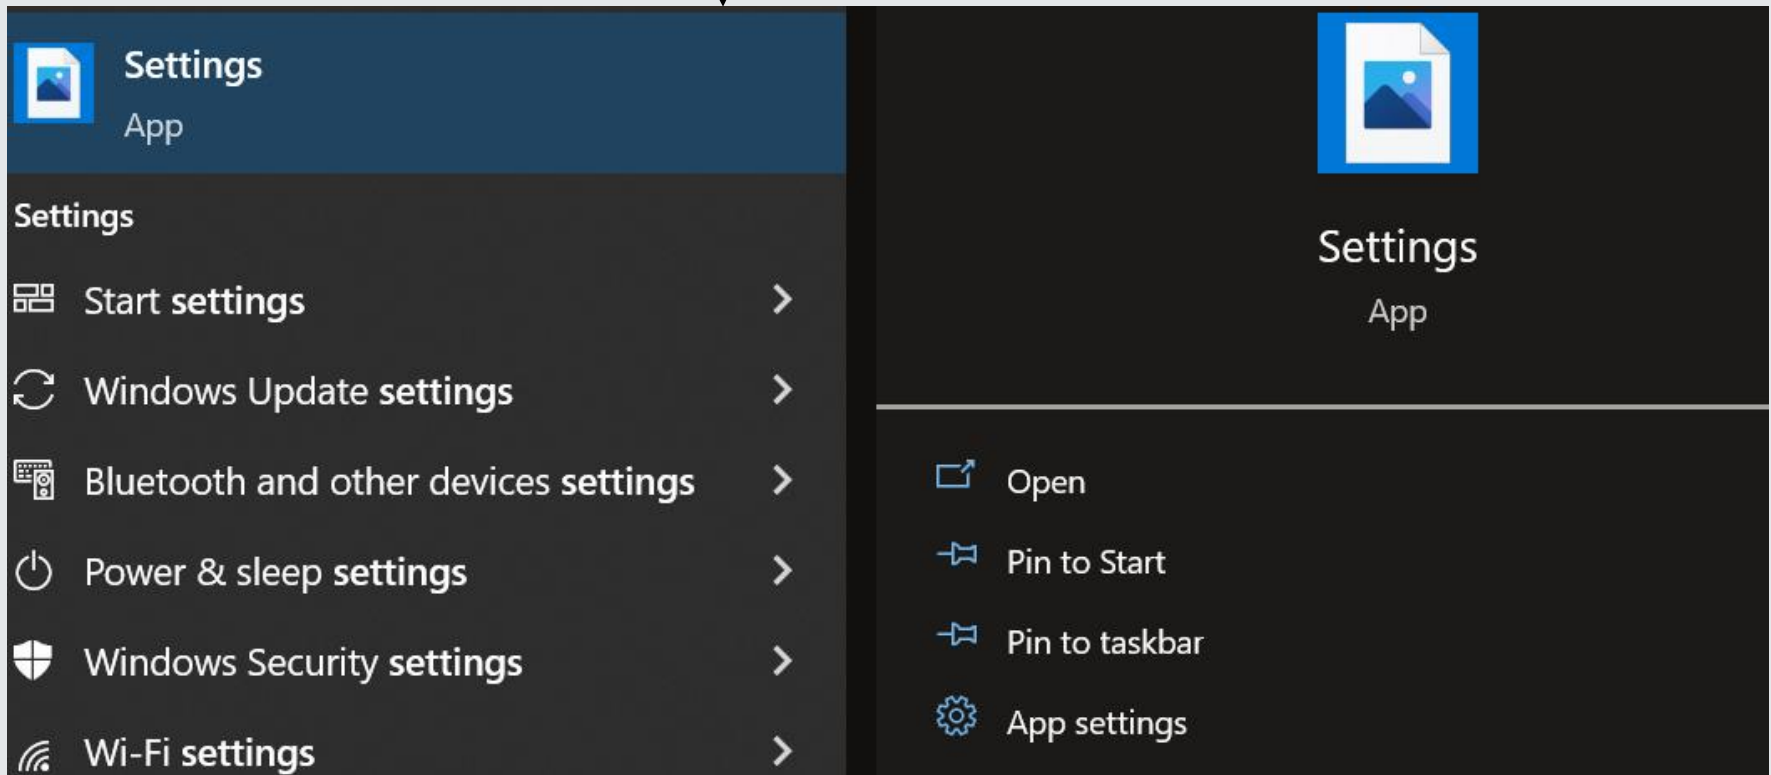 Settings
App
Settings
Start settings
Windows Update settings
Bluetooth and other devices settings
Power & sleep settings
Windows Security settings
Wi-Fi settings
Settings
App
Open
Pin to Start
Pin to taskbar
App settings